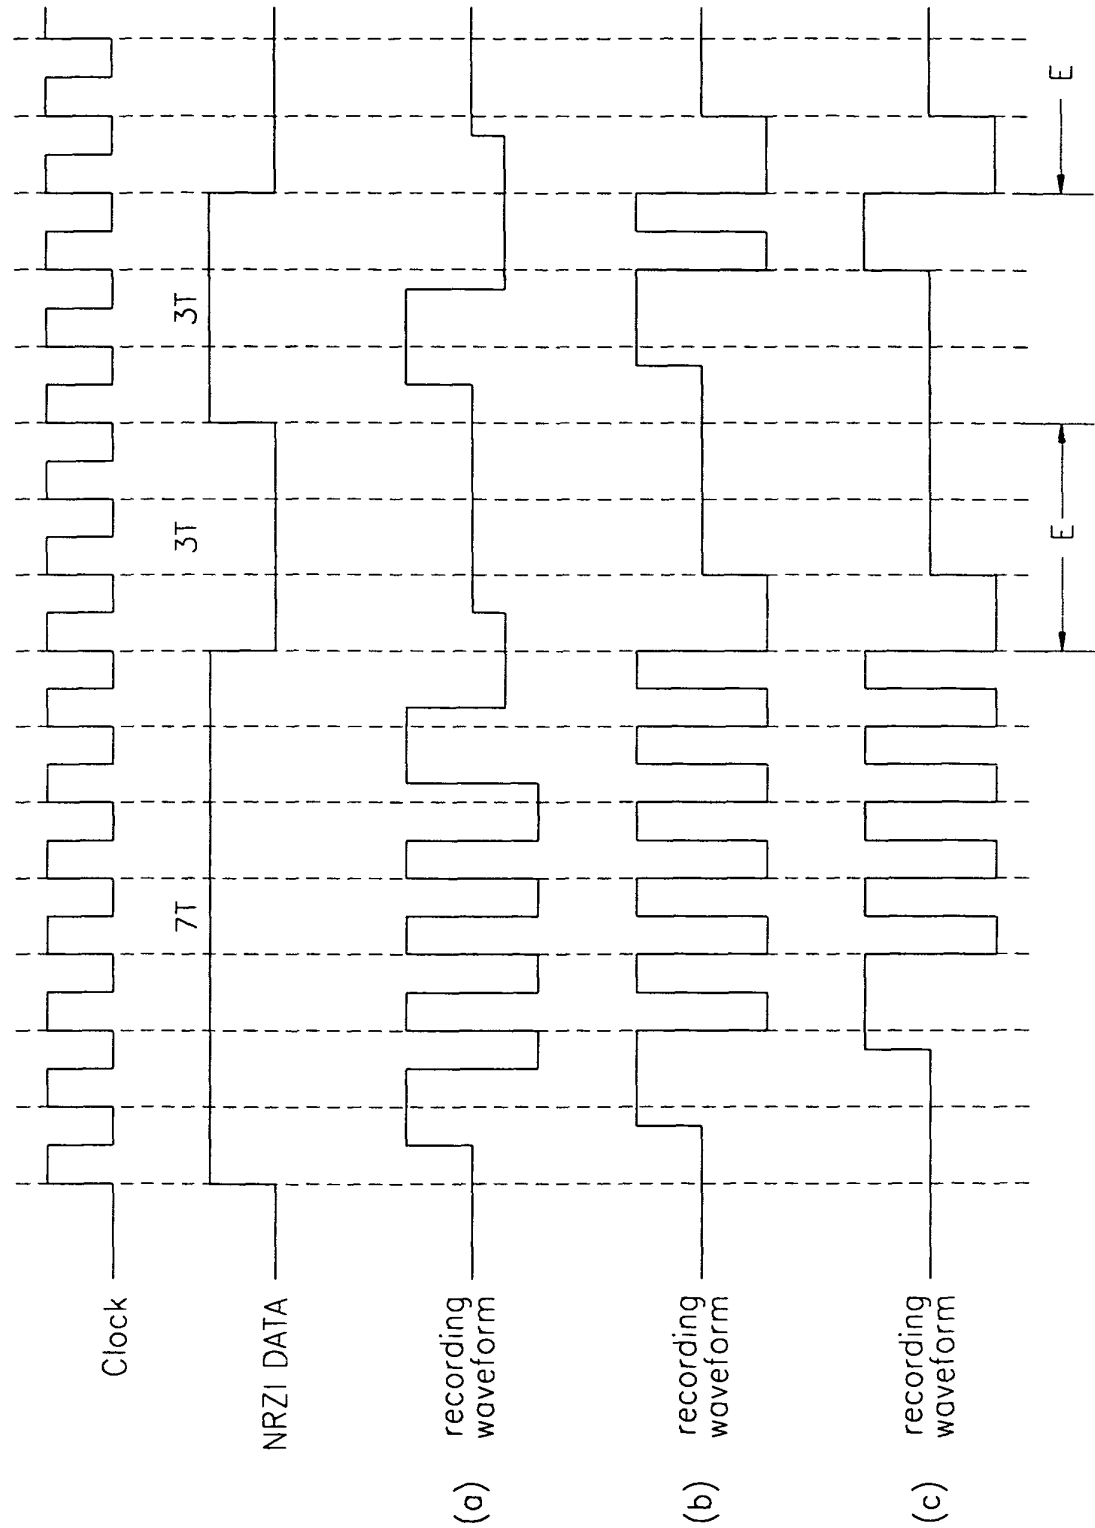 Clock
NRZI DATA
7T
3T
3T
(a)
recording
waveform
(b)
recording
waveform
(c)
recording
waveform
E
E